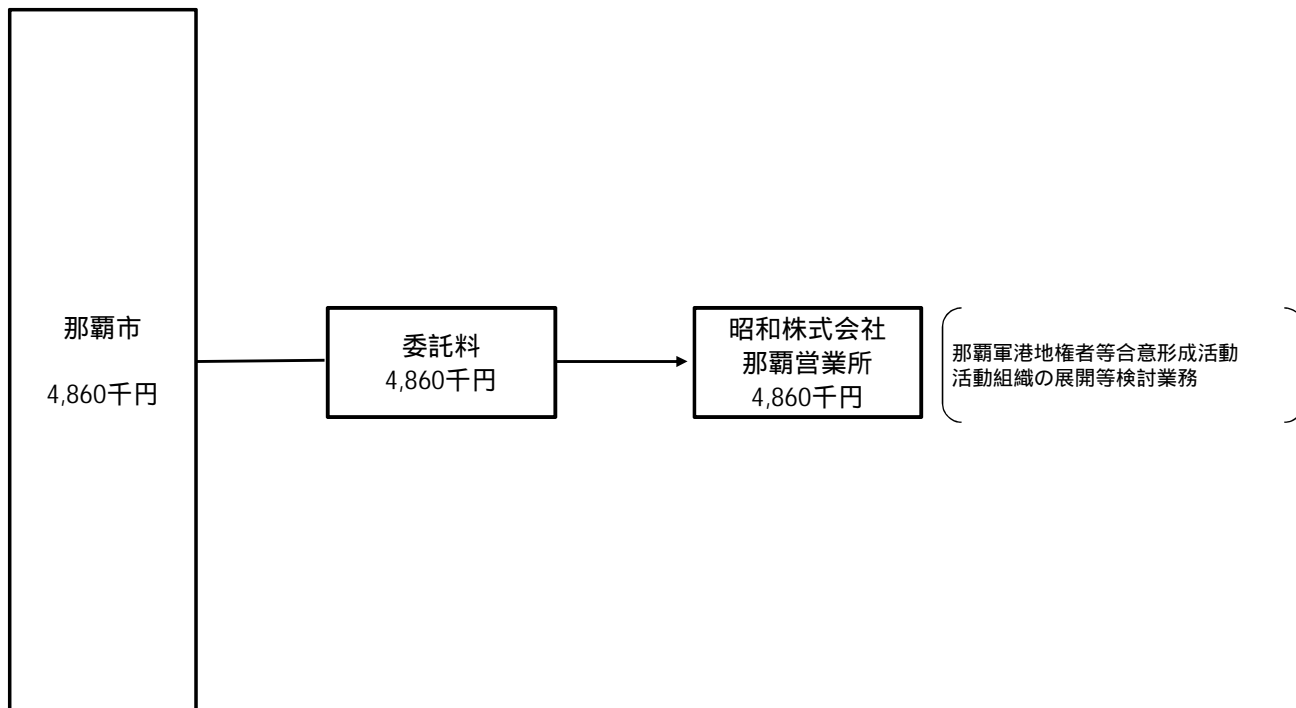 那覇市
4,860千円
委託料
4,860千円
昭和株式会社
那覇営業所
4,860千円
那覇軍港地権者等合意形成活動
活動組織の展開等検討業務